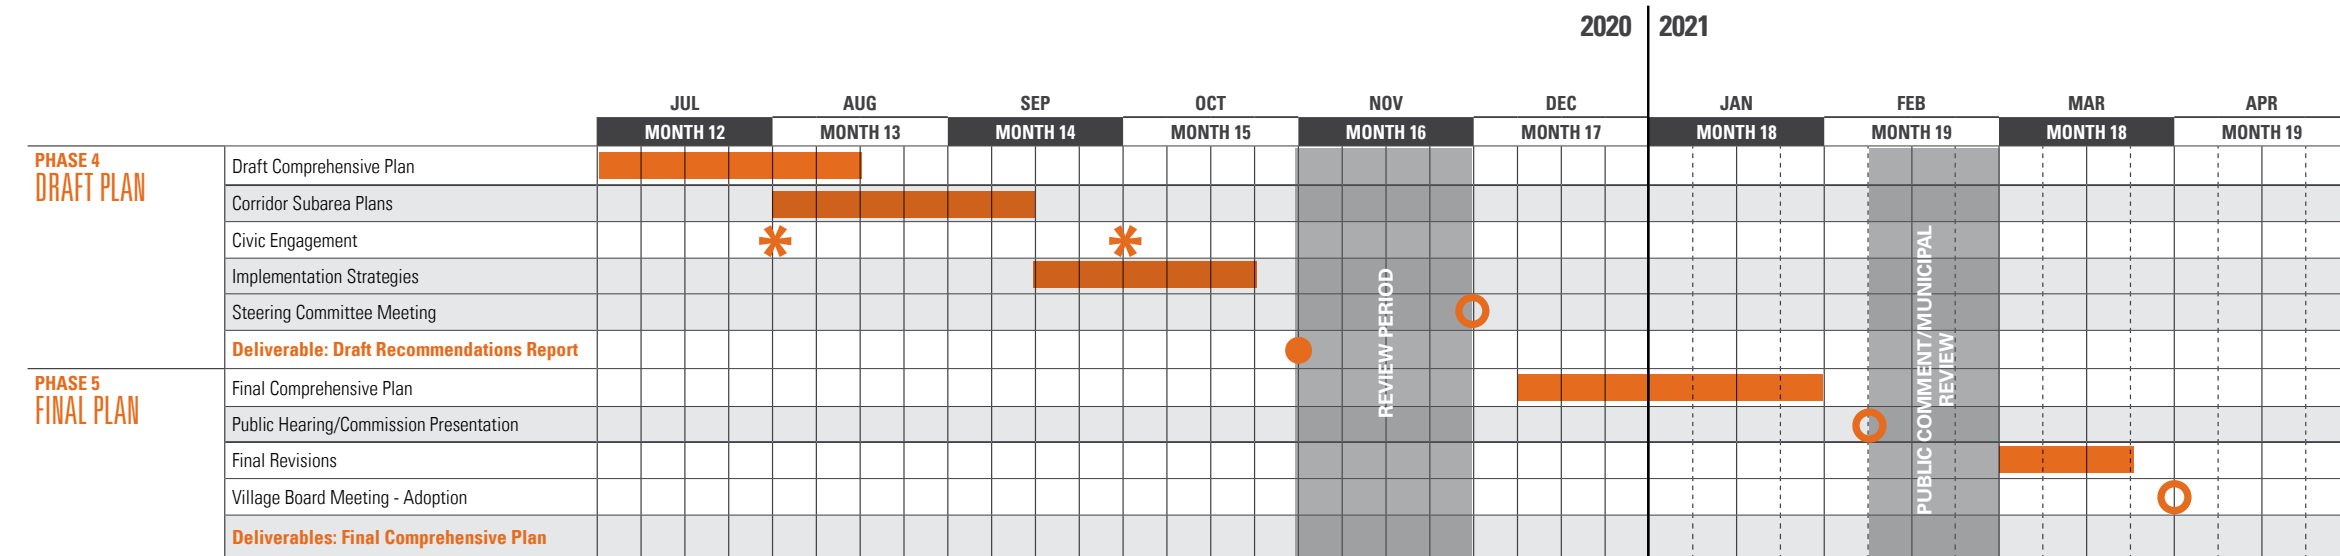 2020 2021
JUL AUG SEP OCT NOV DEC JAN FEB MAR APR
MONTH 12 MONTH 13 MONTH 14 MONTH 15 MONTH 16 MONTH 17 MONTH 18 MONTH 19 MONTH 18 MONTH 19
PHASE 4
DRAFT PLAN
Draft Comprehensive Plan
Corridor Subarea Plans
Civic Engagement
Implementation Strategies
Steering Committee Meeting
Deliverable: Draft Recommendations Report
REVIEW PERIOD
PHASE 5
FINAL PLAN
Final Comprehensive Plan
Public Hearing/Commission Presentation
Final Revisions
Village Board Meeting - Adoption
Deliverables: Final Comprehensive Plan
PUBLIC COMMENT/MUNICIPAL
REVIEW